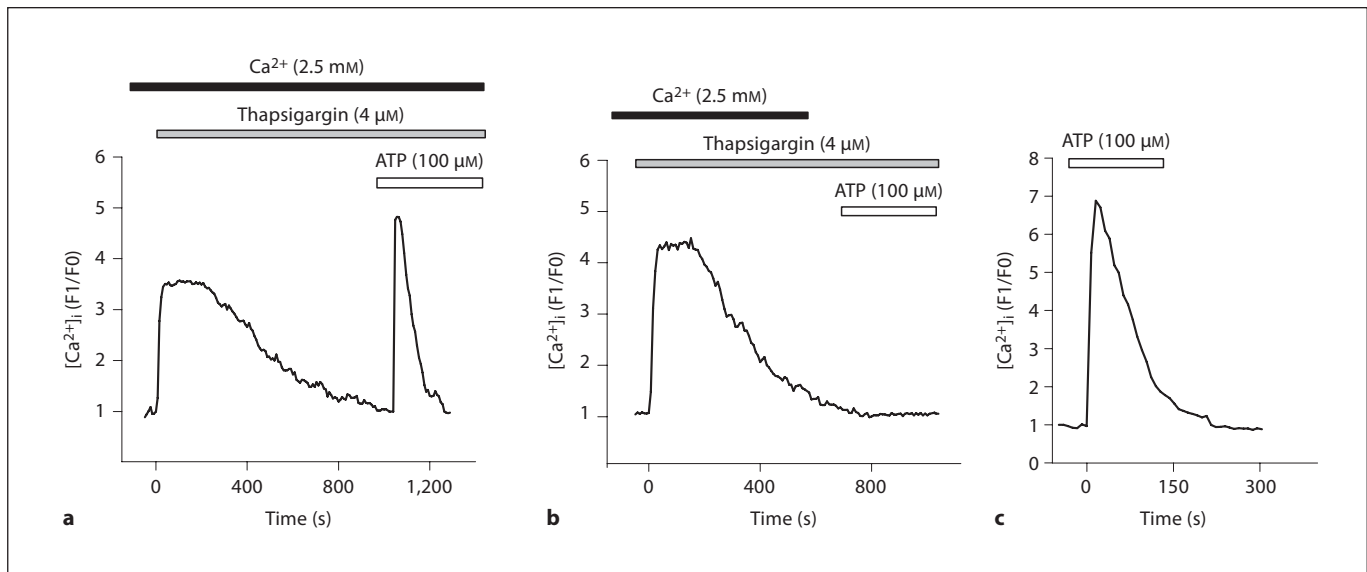 Ca²⁺ (2.5 mM)
Thapsigargin (4 µM)
ATP (100 µM)
6
5
4
3
2
1
[Ca²⁺]ᵢ (F1/F0)
0
400
800
1,200
Time (s)
a
Ca²⁺ (2.5 mM)
Thapsigargin (4 µM)
ATP (100 µM)
6
5
4
3
2
1
0
[Ca²⁺]ᵢ (F1/F0)
0
400
800
Time (s)
b
ATP (100 µM)
8
7
6
5
4
3
2
1
0
[Ca²⁺]ᵢ (F1/F0)
0
150
300
Time (s)
c